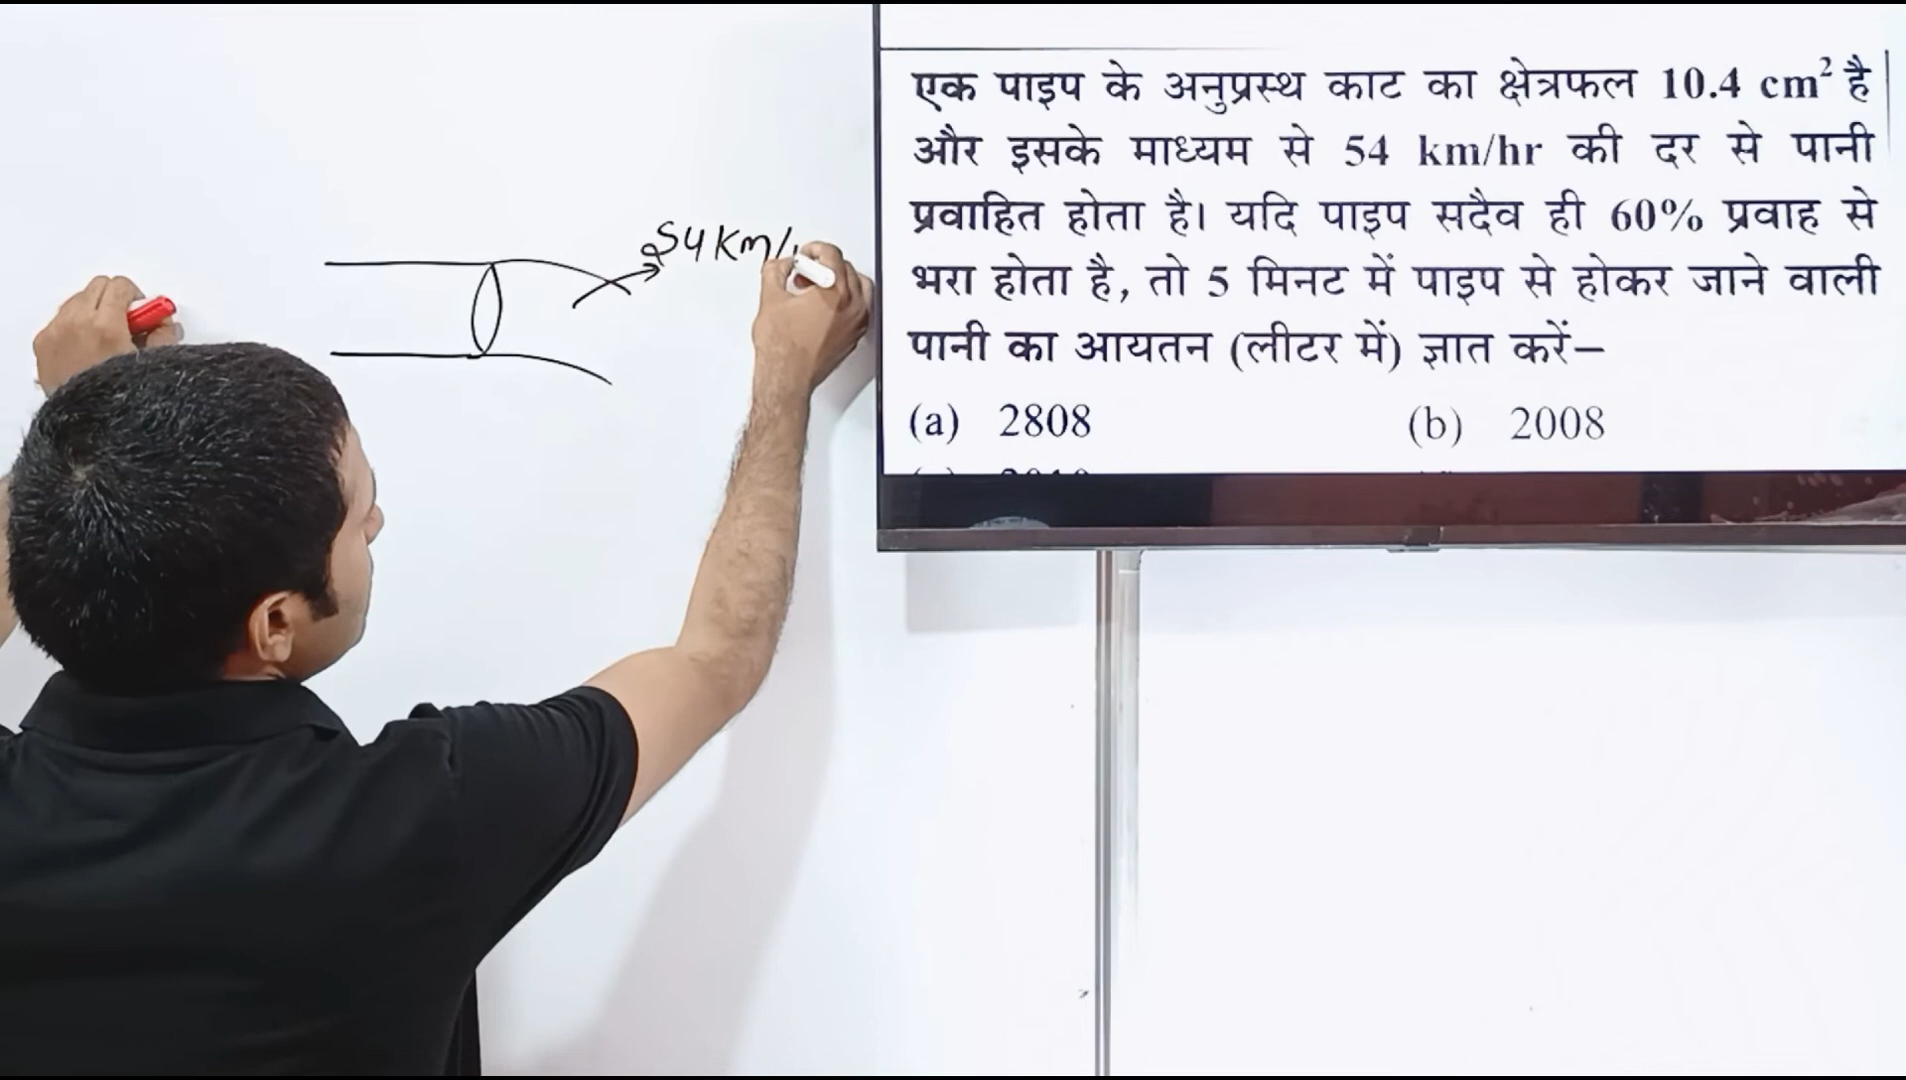 54 Km/
एक पाइप के अनुप्रस्थ काट का क्षेत्रफल 10.4 cm² है
और इसके माध्यम से 54 km/hr की दर से पानी
प्रवाहित होता है। यदि पाइप सदैव ही 60% प्रवाह से
भरा होता है, तो 5 मिनट में पाइप से होकर जाने वाली
पानी का आयतन (लीटर में) ज्ञात करें–
(a) 2808 (b) 2008